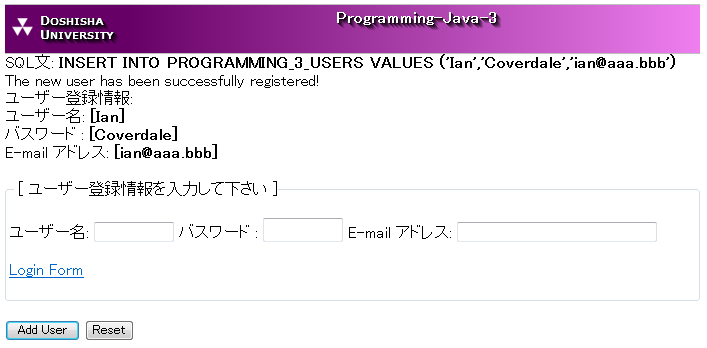 DOSHISHA
UNIVERSITY
Programming-Java-3
SQL文: INSERT INTO PROGRAMMING_3_USERS VALUES ('Ian','Coverdale','ian@aaa.bbb')
The new user has been successfully registered!
ユーザー登録情報:
ユーザー名: [Ian]
パスワード : [Coverdale]
E-mail アドレス: [ian@aaa.bbb]
[ ユーザー登録情報を入力して下さい ]
ユーザー名: パスワード : E-mail アドレス:
Login Form
Add User Reset